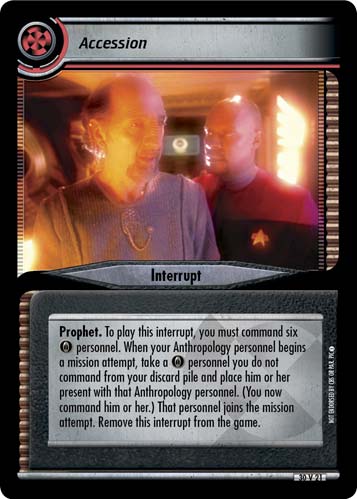 Accession
Interrupt
Prophet. To play this interrupt, you must command six
personnel. When your Anthropology personnel begins
a mission attempt, take a personnel you do not
command from your discard pile and place him or her
present with that Anthropology personnel. (You now
command him or her.) That personnel joins the mission
attempt. Remove this interrupt from the game.
NOT ENDORSED BY CBS OR PAR. PIC.
30 V 21